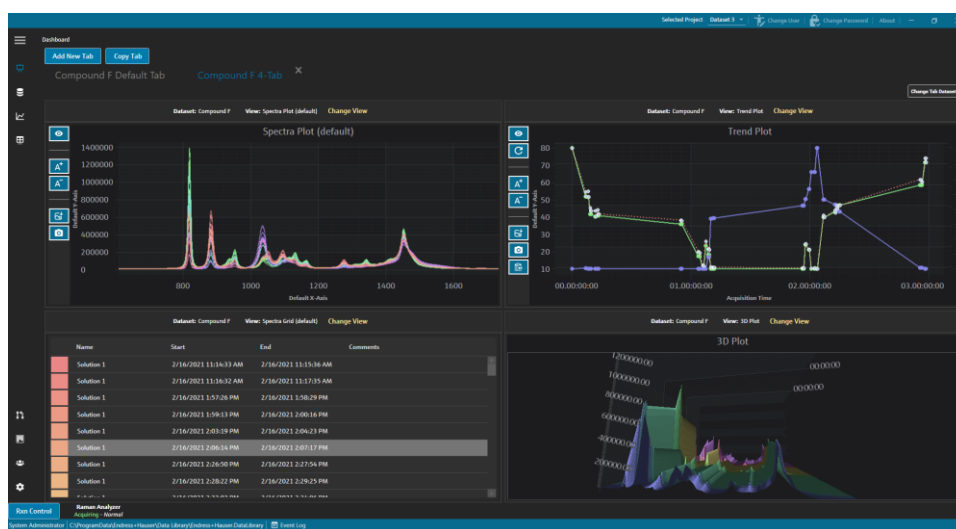 Selected Project Dataset 3 Change User Change Password About
Dashboard
Add New Tab Copy Tab
Compound F Default Tab Compound F 4-Tab X
Change Tab Dataset
Dataset: Compound F View: Spectra Plot (default) Change View
Spectra Plot (default)
A+
A-
Default Y-Axis
1400000
1200000
1000000
800000
600000
400000
200000
0
800 1000 1200 1400 1600
Default X-Axis
Dataset: Compound F View: Trend Plot Change View
Trend Plot
A+
A-
Default Y-Axis
80
70
60
50
40
30
20
10
00.00:00:00 01.00:00:00 02.00:00:00 03.00:00:00
Acquisition Time
Dataset: Compound F View: Spectra Grid (default) Change View
Name Start End Comments
Solution 1 2/16/2021 11:14:33 AM 2/16/2021 11:15:36 AM
Solution 1 2/16/2021 11:16:32 AM 2/16/2021 11:17:35 AM
Solution 1 1:57:26 PM 2/16/2021 1:58:29 PM
Solution 1 2/16/2021 1:59:13 PM 2/16/2021 2:00:16 PM
Solution 1 2/16/2021 2:03:19 PM 2/16/2021 2:04:23 PM
Solution 1 2/16/2021 2:06:14 PM 2/16/2021 2:07:17 PM
Solution 1 2/16/2021 2:26:50 PM 2/16/2021 2:27:54 PM
Solution 1 2/16/2021 2:28:22 PM 2/16/2021 2:29:25 PM
Dataset: Compound F View: 3D Plot Change View
3D Plot
1200000.00
1000000.00
800000.00
600000.00
400000.00
200000.00
00:00:00
00:00:00
Run Control
Raman Analyzer
Acquiring - Normal
System Administrator C:\ProgramData\Endress+Hauser\Data Library\Endress+Hauser.DataLibrary Event Log